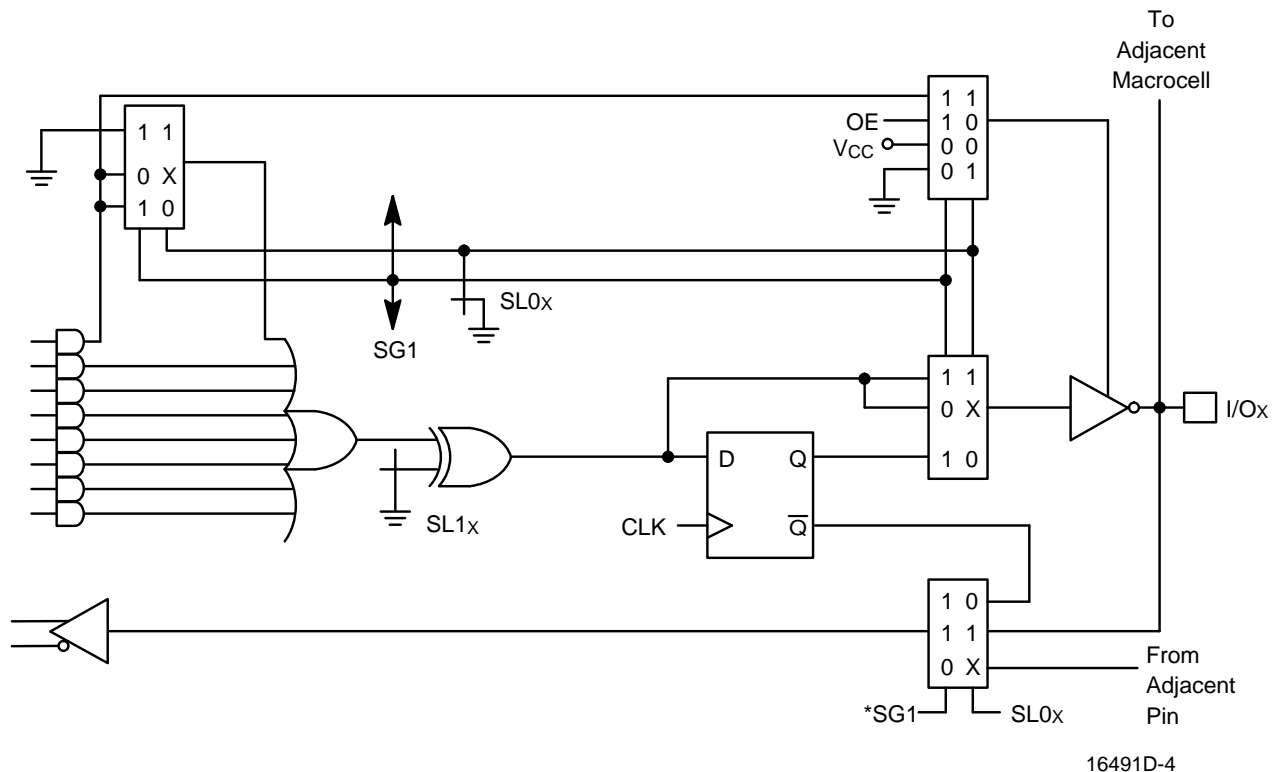 To
Adjacent
Macrocell
1 1
0 X
1 0
OE
VCC
1 1
1 0
0 0
0 1
SL0X
SG1
1 1
0 X
1 0
I/OX
SL1X
D Q
CLK
Q̅
1 0
1 1
0 X
From
Adjacent
Pin
*SG1
SL0X
16491D-4